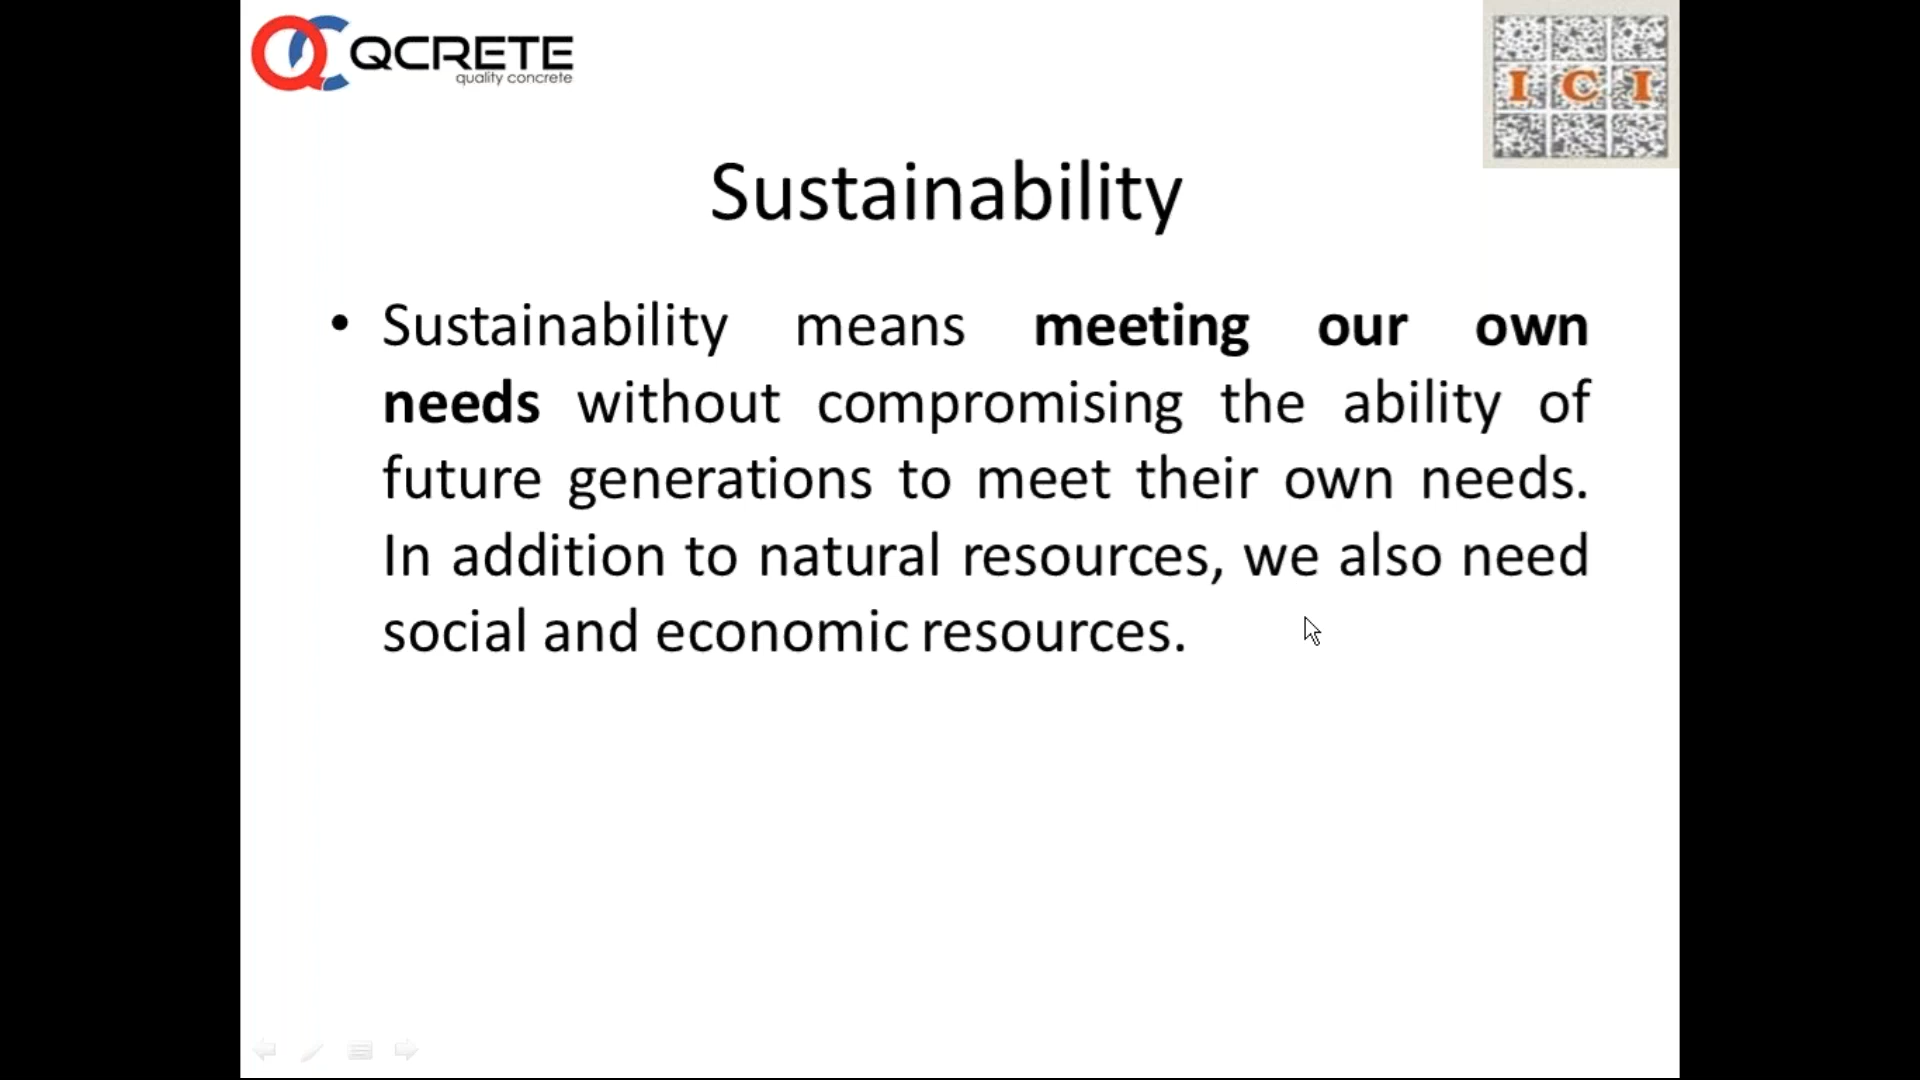 QCRETE
quality concrete
I C I
Sustainability
• Sustainability means meeting our own
needs without compromising the ability of
future generations to meet their own needs.
In addition to natural resources, we also need
social and economic resources.